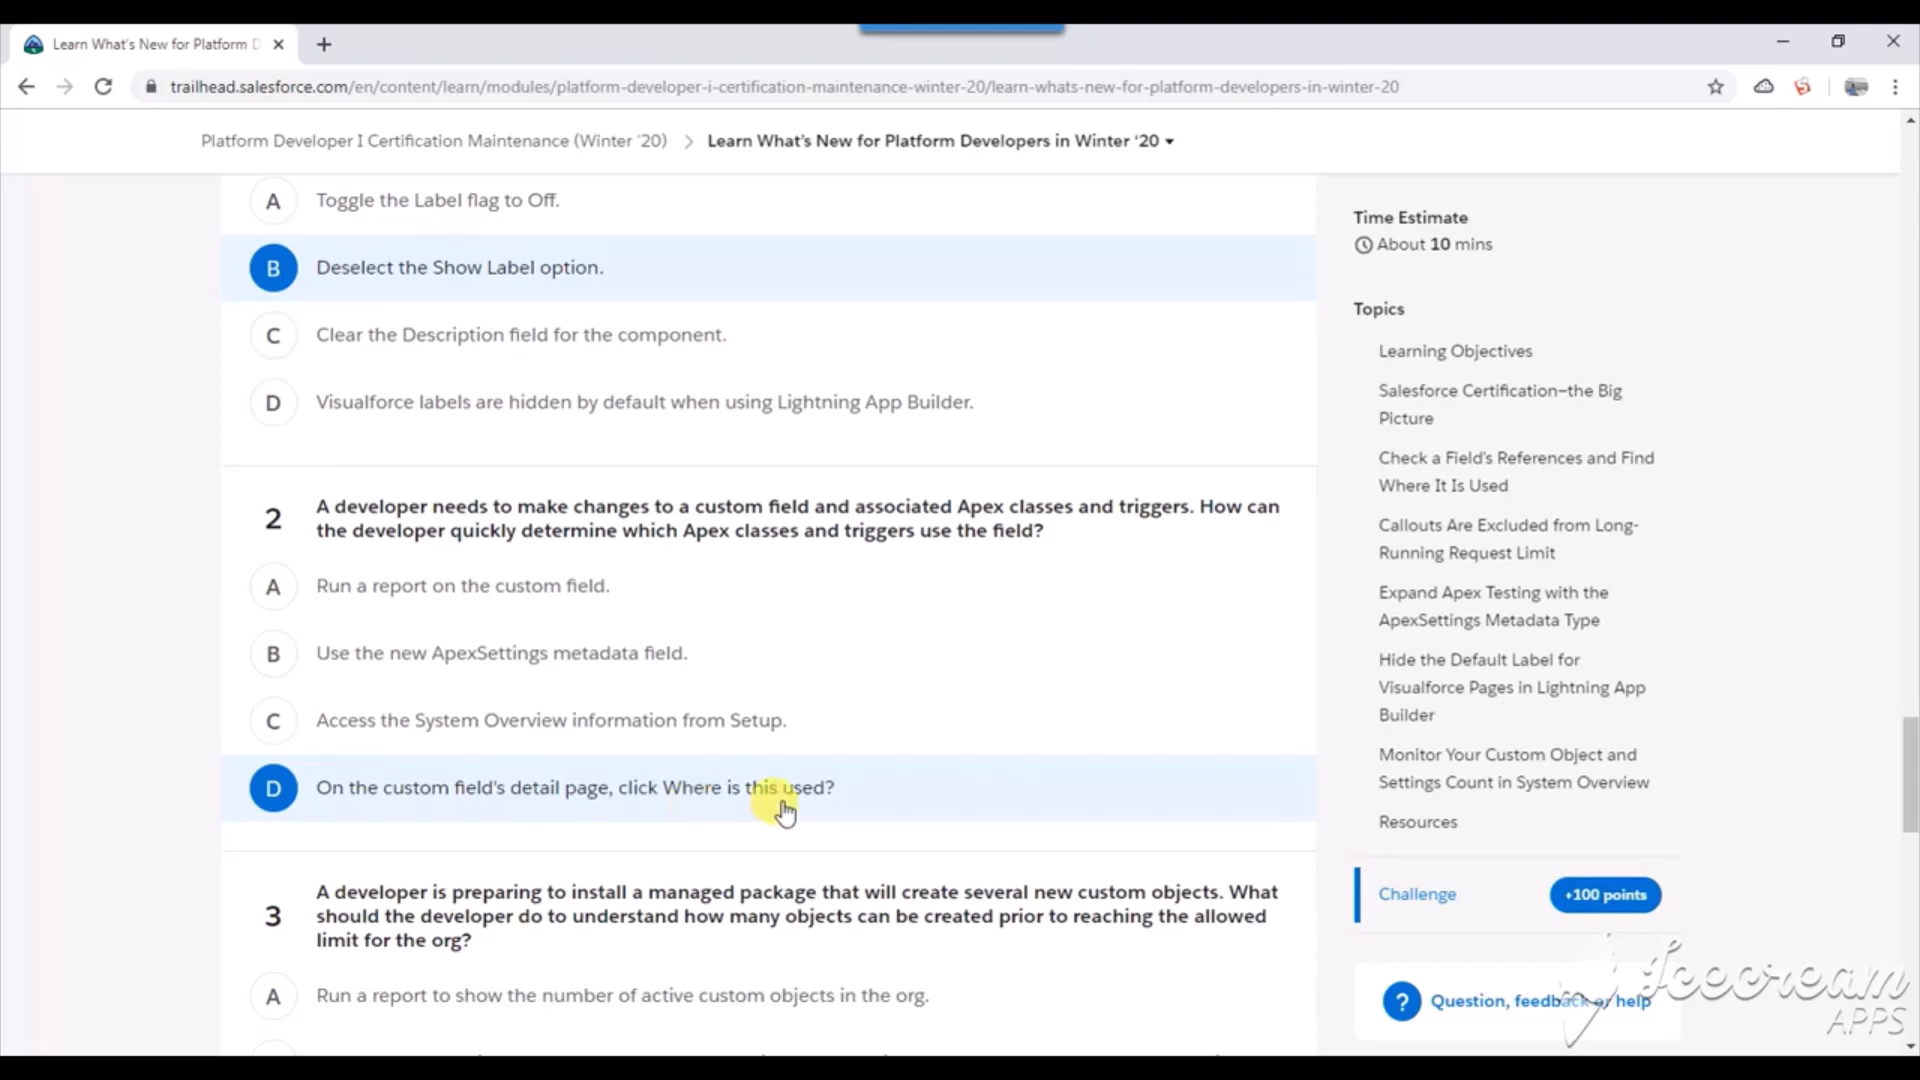 Learn What's New for Platform D
trailhead.salesforce.com/en/content/learn/modules/platform-developer-i-certification-maintenance-winter-20/learn-whats-new-for-platform-developers-in-winter-20
Platform Developer I Certification Maintenance (Winter '20) > Learn What's New for Platform Developers in Winter ‘20
A Toggle the Label flag to Off.
B Deselect the Show Label option.
C Clear the Description field for the component.
D Visualforce labels are hidden by default when using Lightning App Builder.
2 A developer needs to make changes to a custom field and associated Apex classes and triggers. How can
the developer quickly determine which Apex classes and triggers use the field?
A Run a report on the custom field.
B Use the new ApexSettings metadata field.
C Access the System Overview information from Setup.
D On the custom field's detail page, click Where is this used?
3 A developer is preparing to install a managed package that will create several new custom objects. What
should the developer do to understand how many objects can be created prior to reaching the allowed
limit for the org?
A Run a report to show the number of active custom objects in the org.
Time Estimate
About 10 mins
Topics
Learning Objectives
Salesforce Certification–the Big
Picture
Check a Field's References and Find
Where It Is Used
Callouts Are Excluded from Long-
Running Request Limit
Expand Apex Testing with the
ApexSettings Metadata Type
Hide the Default Label for
Visualforce Pages in Lightning App
Builder
Monitor Your Custom Object and
Settings Count in System Overview
Resources
Challenge +100 points
? Question, feedback or help
Icecream
APPS